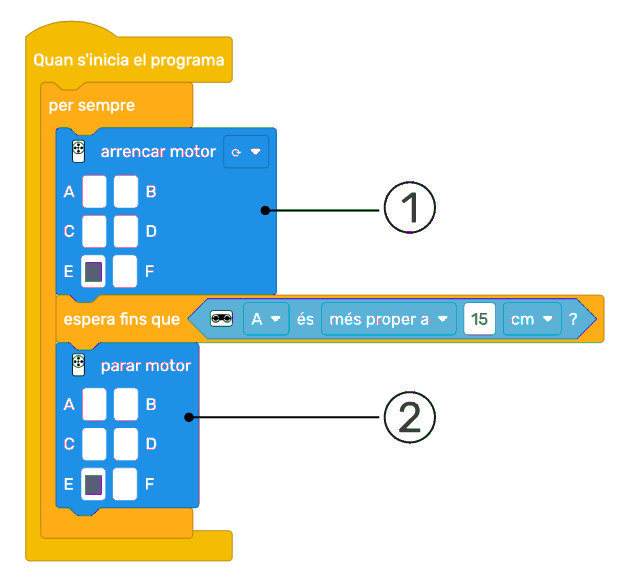 Quan s'inicia el programa
per sempre
arrencar motor
A B
C D
E F
1
espera fins que A és més proper a 15 cm ?
parar motor
A B
C D
E F
2